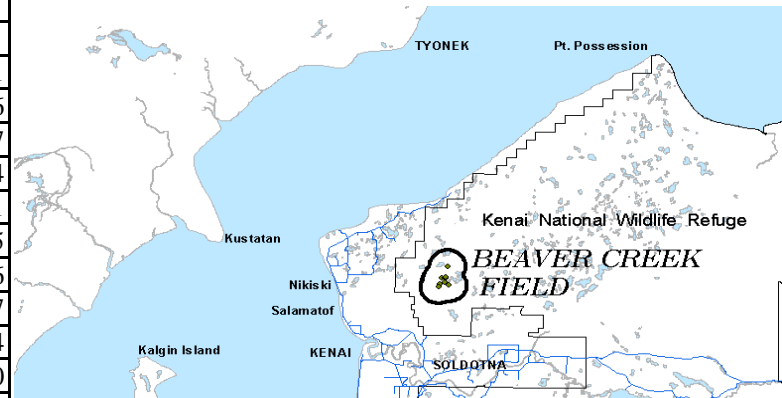 TYONEK
Pt. Possession
Kenai National Wildlife Refuge
Kustatan
BEAVER CREEK
FIELD
Nikiski
Salamatof
Kalgin Island
KENAI
SOLDOTNA